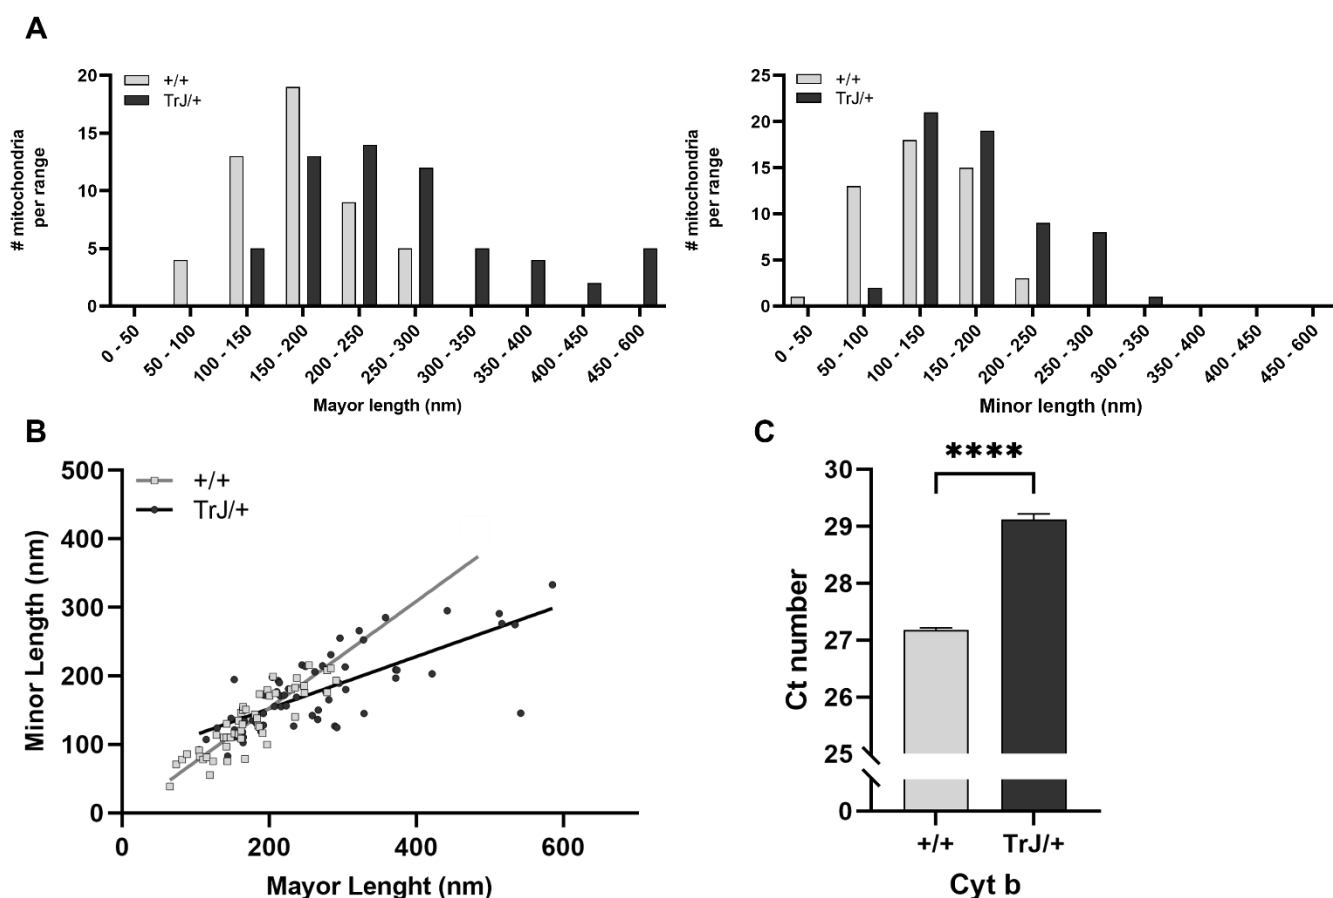 A
+/+
TrJ/+
20
15
10
5
0
# mitochondria
per range
0 - 50
50 - 100
100 - 150
150 - 200
200 - 250
250 - 300
300 - 350
350 - 400
400 - 450
450 - 600
Mayor length (nm)
+/+
TrJ/+
25
20
15
10
5
0
# mitochondria
per range
0 - 50
50 - 100
100 - 150
150 - 200
200 - 250
250 - 300
300 - 350
350 - 400
400 - 450
450 - 600
Minor length (nm)
B
+/+
TrJ/+
500
400
300
200
100
0
Minor Length (nm)
0 200 400 600
Mayor Lenght (nm)
C
****
30
29
28
27
26
25
0
Ct number
+/+ TrJ/+
Cyt b